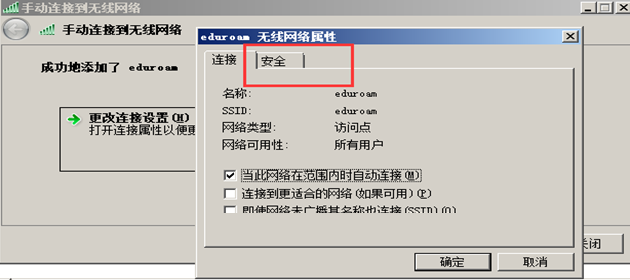 手动连接到无线网络
手动连接到无线网络
成功地添加了 eduroam
更改连接设置(H)
打开连接属性以便更
eduroam 无线网络属性
连接
安全
名称: eduroam
SSID: eduroam
网络类型: 访问点
网络可用性: 所有用户
当此网络在范围内时自动连接(M)
连接到更适合的网络(如果可用)(P)
即使网络未广播其名称也连接(SSID)(O)
确定
取消
关闭